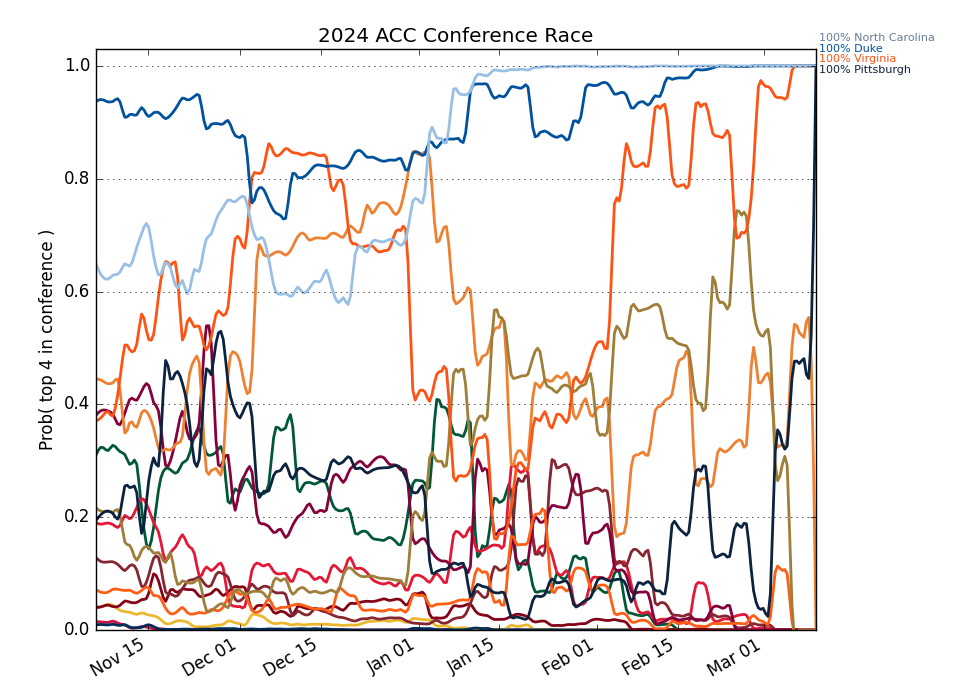 2024 ACC Conference Race
100% North Carolina
100% Duke
100% Virginia
100% Pittsburgh
1.0
0.8
0.6
0.4
0.2
0.0
Prob( top 4 in conference )
Nov 15
Dec 01
Dec 15
Jan 01
Jan 15
Feb 01
Feb 15
Mar 01